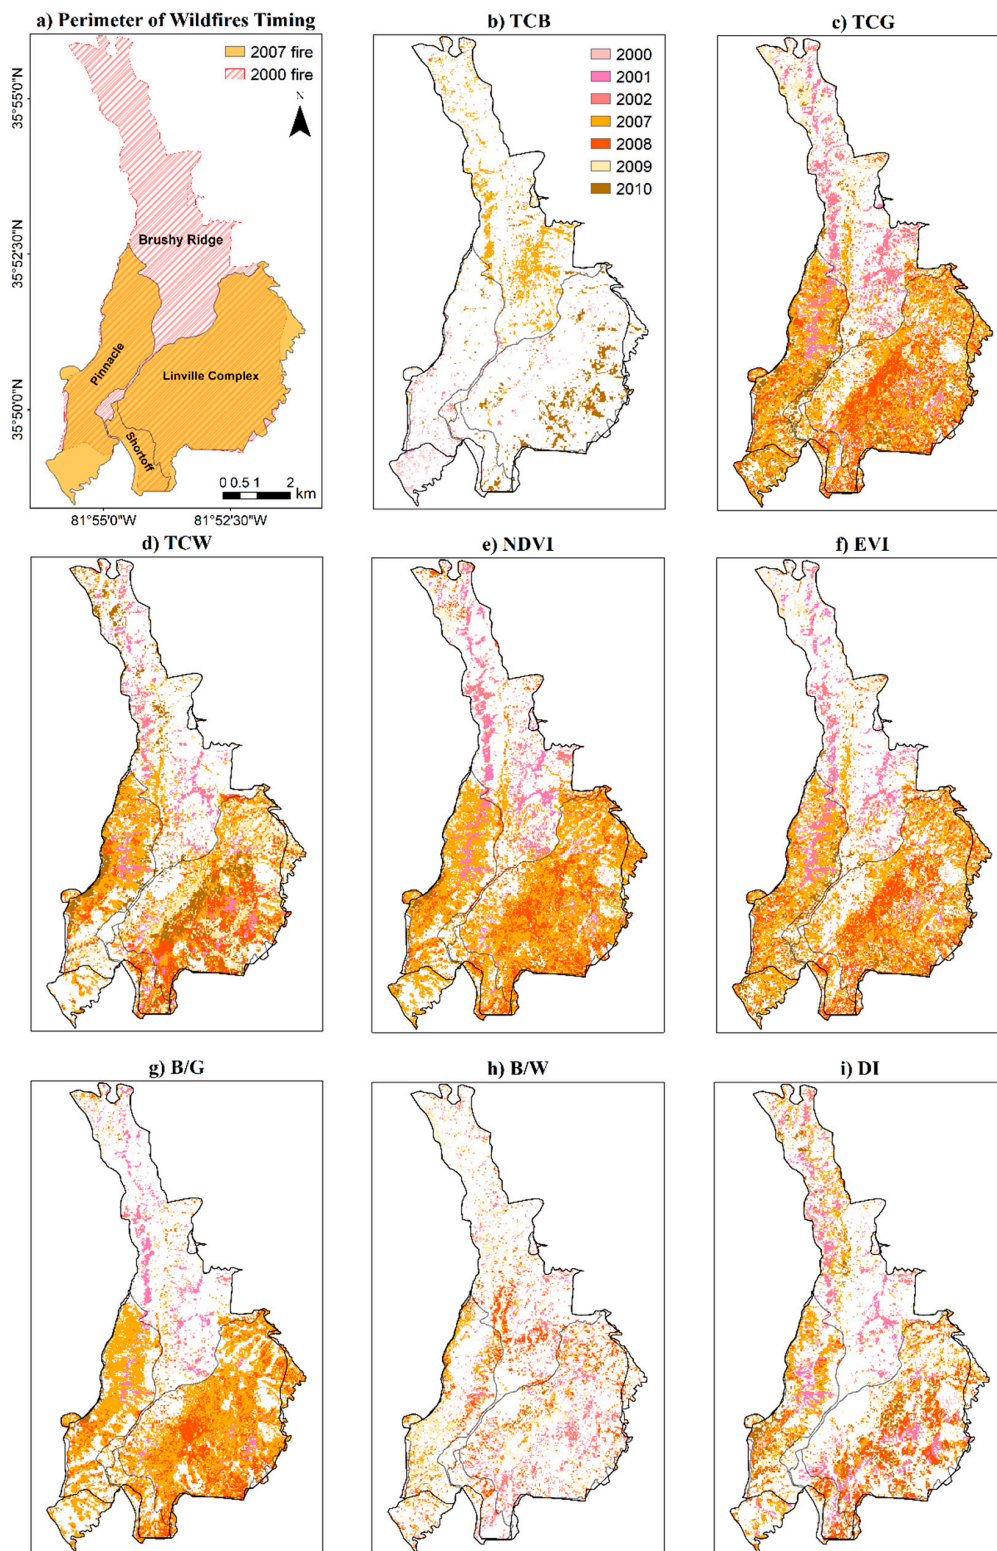 a) Perimeter of Wildfires Timing
2007 fire
2000 fire
N
35°55'0"N
35°52'30"N
35°50'0"N
Brushy Ridge
Pinnacle
Linville Complex
Shortoff
0 0.5 1 2
km
81°55'0"W 81°52'30"W
b) TCB
2000
2001
2002
2007
2008
2009
2010
c) TCG
d) TCW
e) NDVI
f) EVI
g) B/G
h) B/W
i) DI